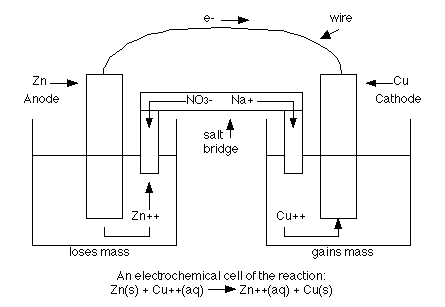 e-
wire
Zn
Anode
Cu
Cathode
NO3-
Na+
salt
bridge
Zn++
Cu++
loses mass
gains mass
An electrochemical cell of the reaction:
Zn(s) + Cu++(aq) → Zn++(aq) + Cu(s)